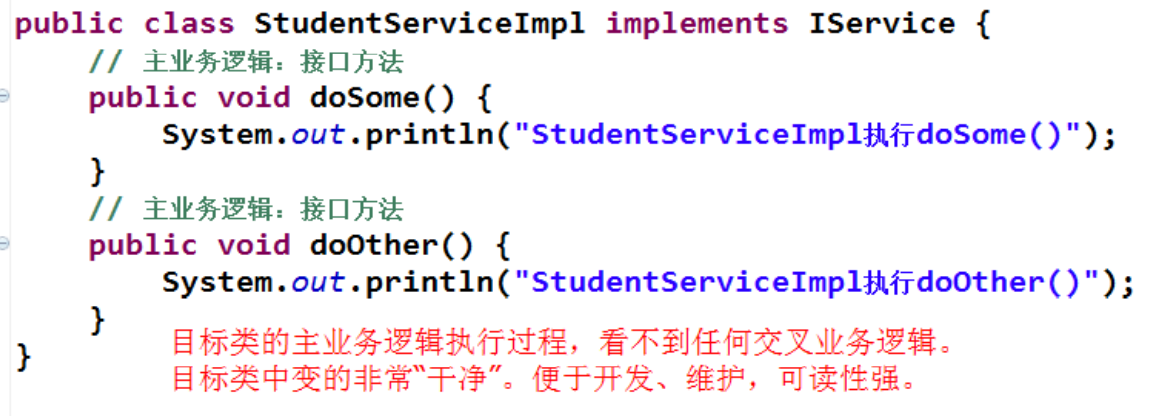 public class StudentServiceImpl implements IService {
// 主业务逻辑：接口方法
public void doSome() {
System.out.println("StudentServiceImpl执行doSome()");
}
// 主业务逻辑：接口方法
public void doOther() {
System.out.println("StudentServiceImpl执行doOther()");
}
目标类的主业务逻辑执行过程，看不到任何交叉业务逻辑。
}
目标类中变的非常“干净”。便于开发、维护，可读性强。